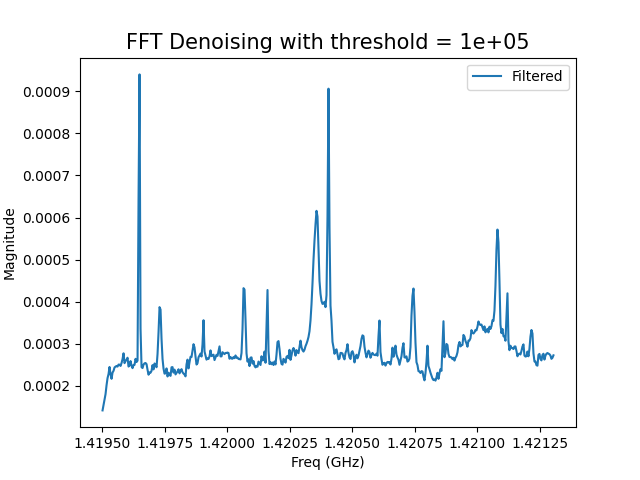 FFT Denoising with threshold = 1e+05
Filtered
Magnitude
0.0009
0.0008
0.0007
0.0006
0.0005
0.0004
0.0003
0.0002
1.41950 1.41975 1.42000 1.42025 1.42050 1.42075 1.42100 1.42125
Freq (GHz)